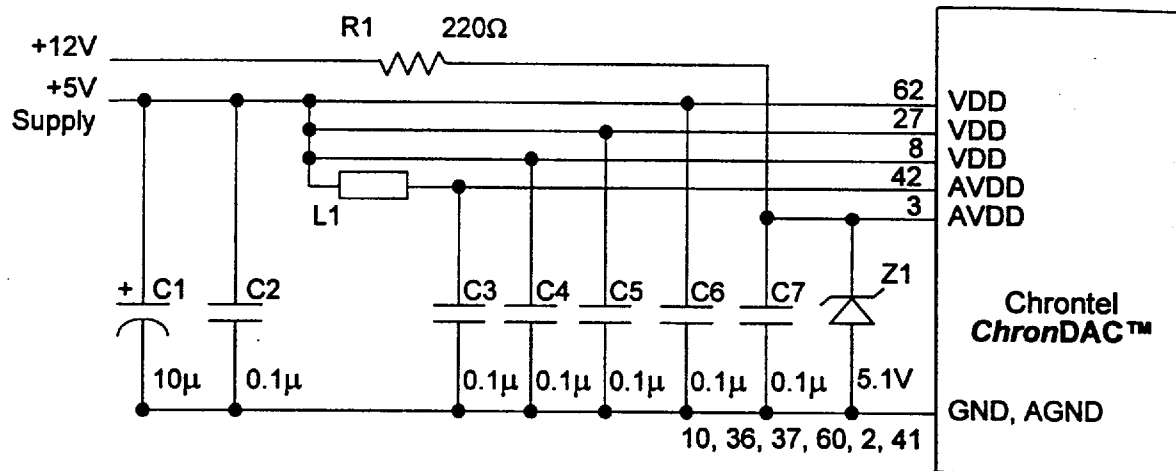 R1 220Ω
+12V
+5V
Supply
62 VDD
27 VDD
8 VDD
42 AVDD
3 AVDD
L1
+ C1 C2 C3 C4 C5 C6 C7 Z1
Chrontel
ChronDAC™
10µ 0.1µ 0.1µ 0.1µ 0.1µ 0.1µ 0.1µ 5.1V
GND, AGND
10, 36, 37, 60, 2, 41